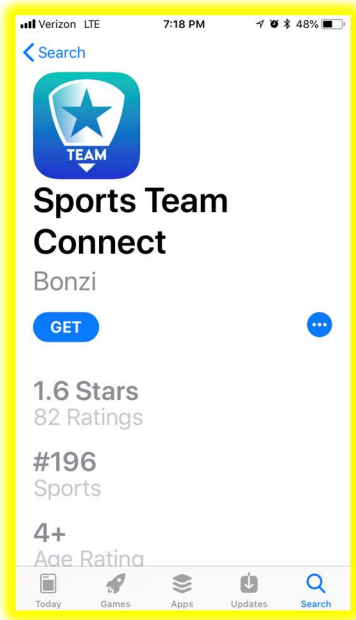 Verizon LTE 7:18 PM 48%
Search
TEAM
Sports Team
Connect
Bonzi
GET
1.6 Stars
82 Ratings
#196
Sports
4+
Age Rating
Today Games Apps Updates Search